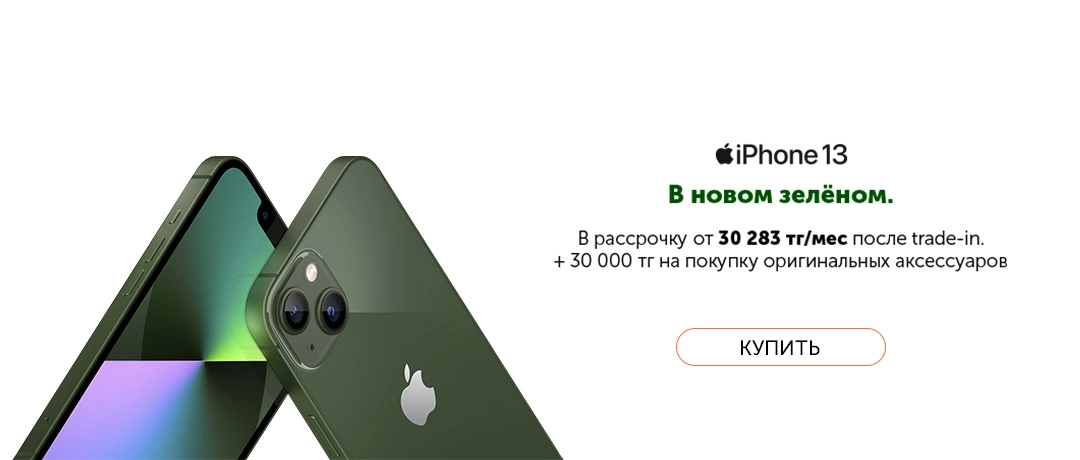 iPhone 13
В новом зелёном.
В рассрочку от 30 283 тг/мес после trade-in.
+ 30 000 тг на покупку оригинальных аксессуаров
КУПИТЬ